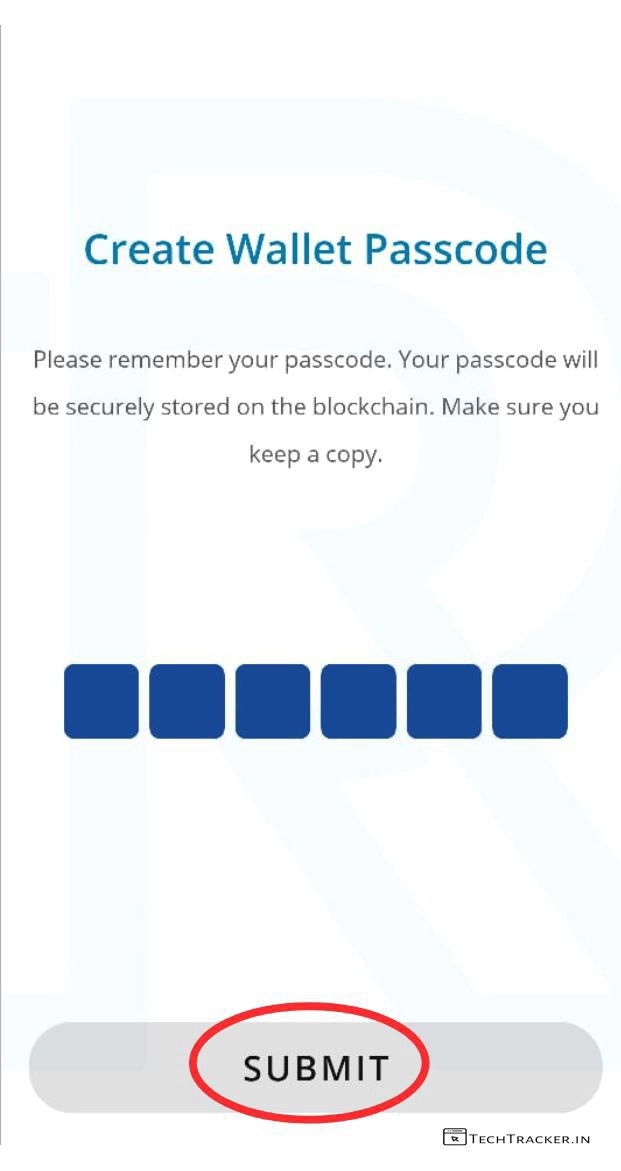 Create Wallet Passcode
Please remember your passcode. Your passcode will
be securely stored on the blockchain. Make sure you
keep a copy.
SUBMIT
TECHTRACKER.IN